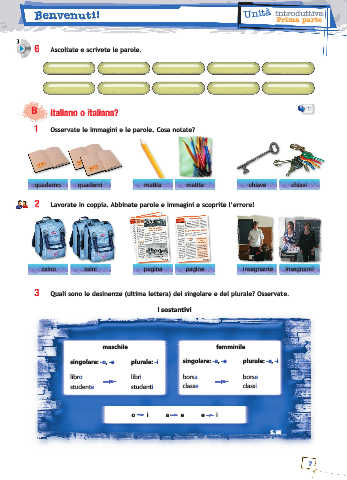 Benvenuti!
Unità introduttiva
Prima parte
3
6 Ascoltate e scrivete le parole.
B Italiano o italiana?
1 Osservate le immagini e le parole. Cosa notate?
quaderno quaderni matita matite chiave chiavi
2 Lavorate in coppia. Abbinate parole e immagini e scoprite l'errore!
zaino zaini pagina pagine insegnante insegnanti
3 Quali sono le desinenze (ultima lettera) del singolare e del plurale? Osservate.
I sostantivi
maschile femminile
singolare: -o, -e plurale: -i singolare: -a, -e plurale: -e, -i
libro libri borsa borse
studente studenti classe classi
o i a e e i
7